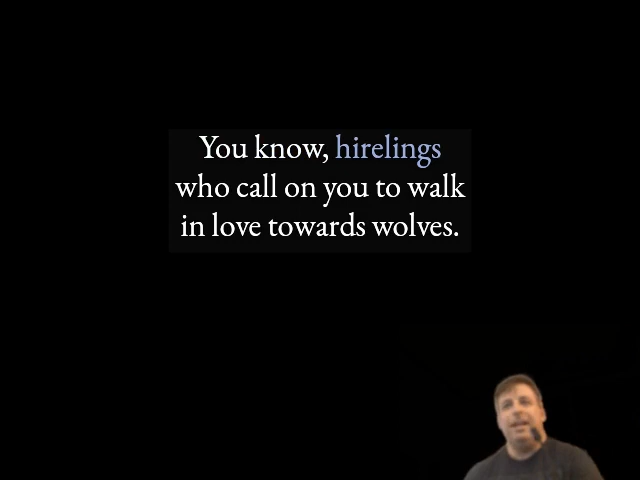 You know, hirelings
who call on you to walk
in love towards wolves.